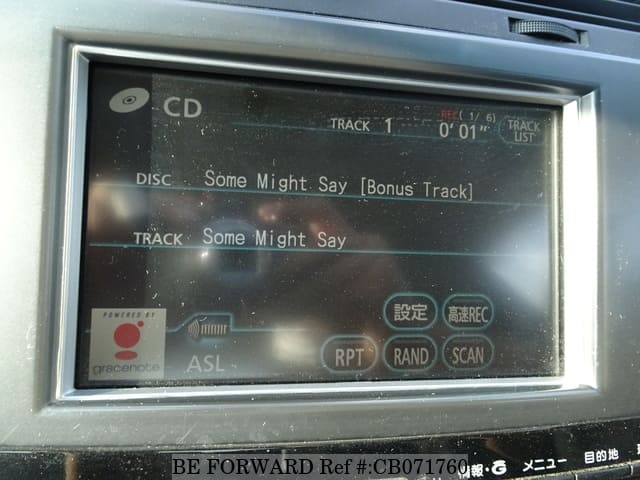 CD
REC( 1/ 6)
TRACK 1 0' 01"
TRACK LIST
DISC Some Might Say [Bonus Track]
TRACK Some Might Say
POWERED BY
gracenote
ASL
設定 高速REC
RPT RAND SCAN
情報・G メニュー 目的地
BE FORWARD Ref #:CB071760